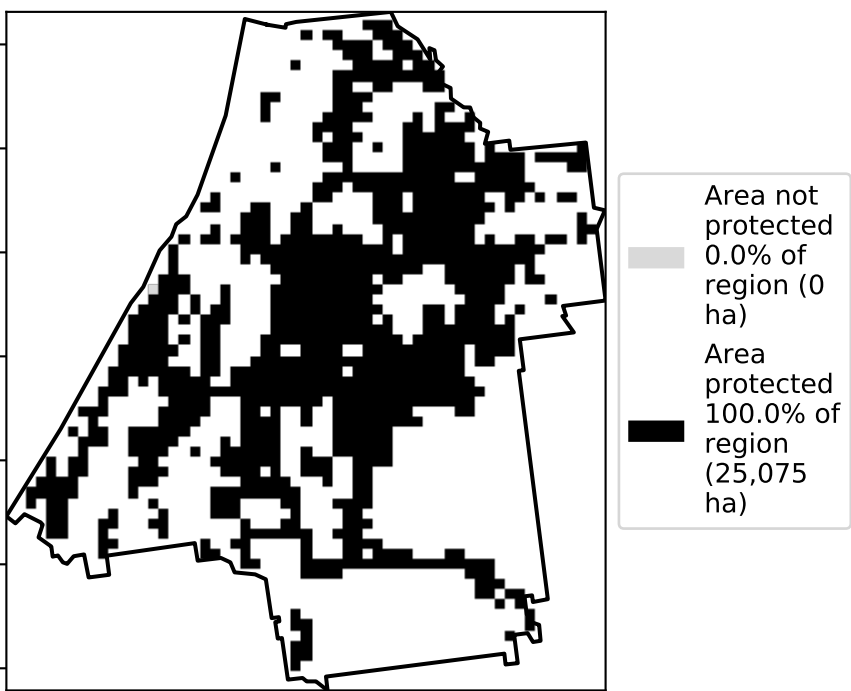 Area not
protected
0.0% of
region (0
ha)
Area
protected
100.0% of
region
(25,075
ha)